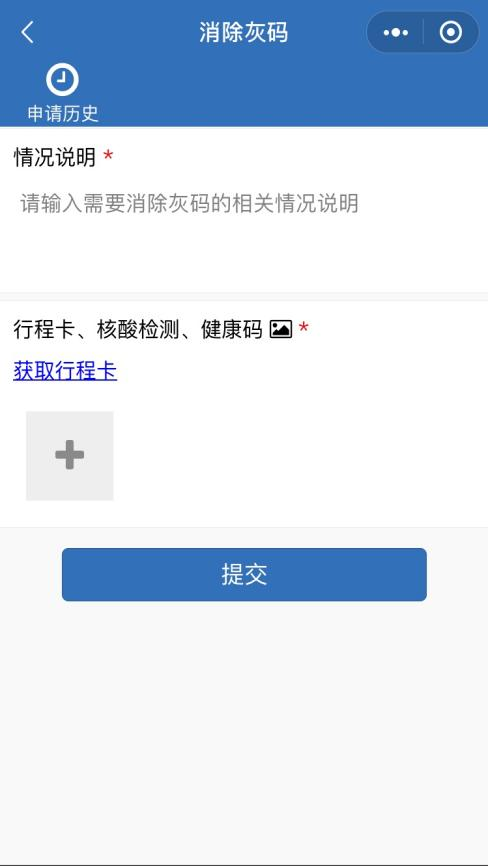 消除灰码
申请历史
情况说明 *
请输入需要消除灰码的相关情况说明
行程卡、核酸检测、健康码 *
获取行程卡
提交